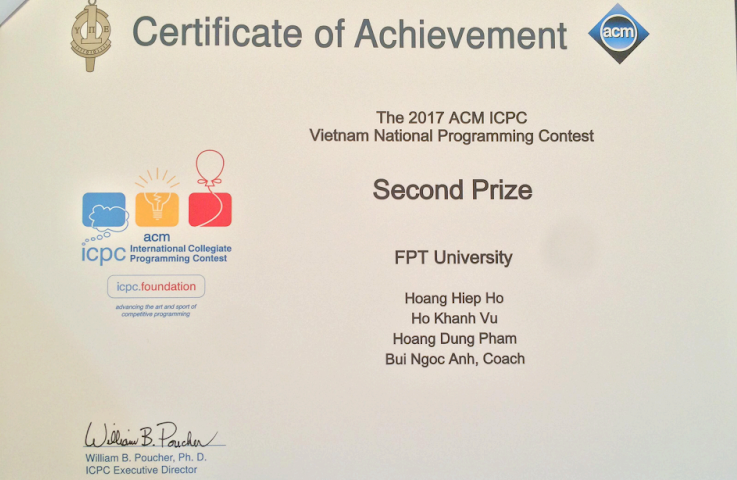 Certificate of Achievement
acm
The 2017 ACM ICPC
Vietnam National Programming Contest
Second Prize
acm
icpc International Collegiate
Programming Contest
icpc.foundation
advancing the art and sport of
competitive programming
FPT University
Hoang Hiep Ho
Ho Khanh Vu
Hoang Dung Pham
Bui Ngoc Anh, Coach
William B. Poucher
William B. Poucher, Ph. D.
ICPC Executive Director